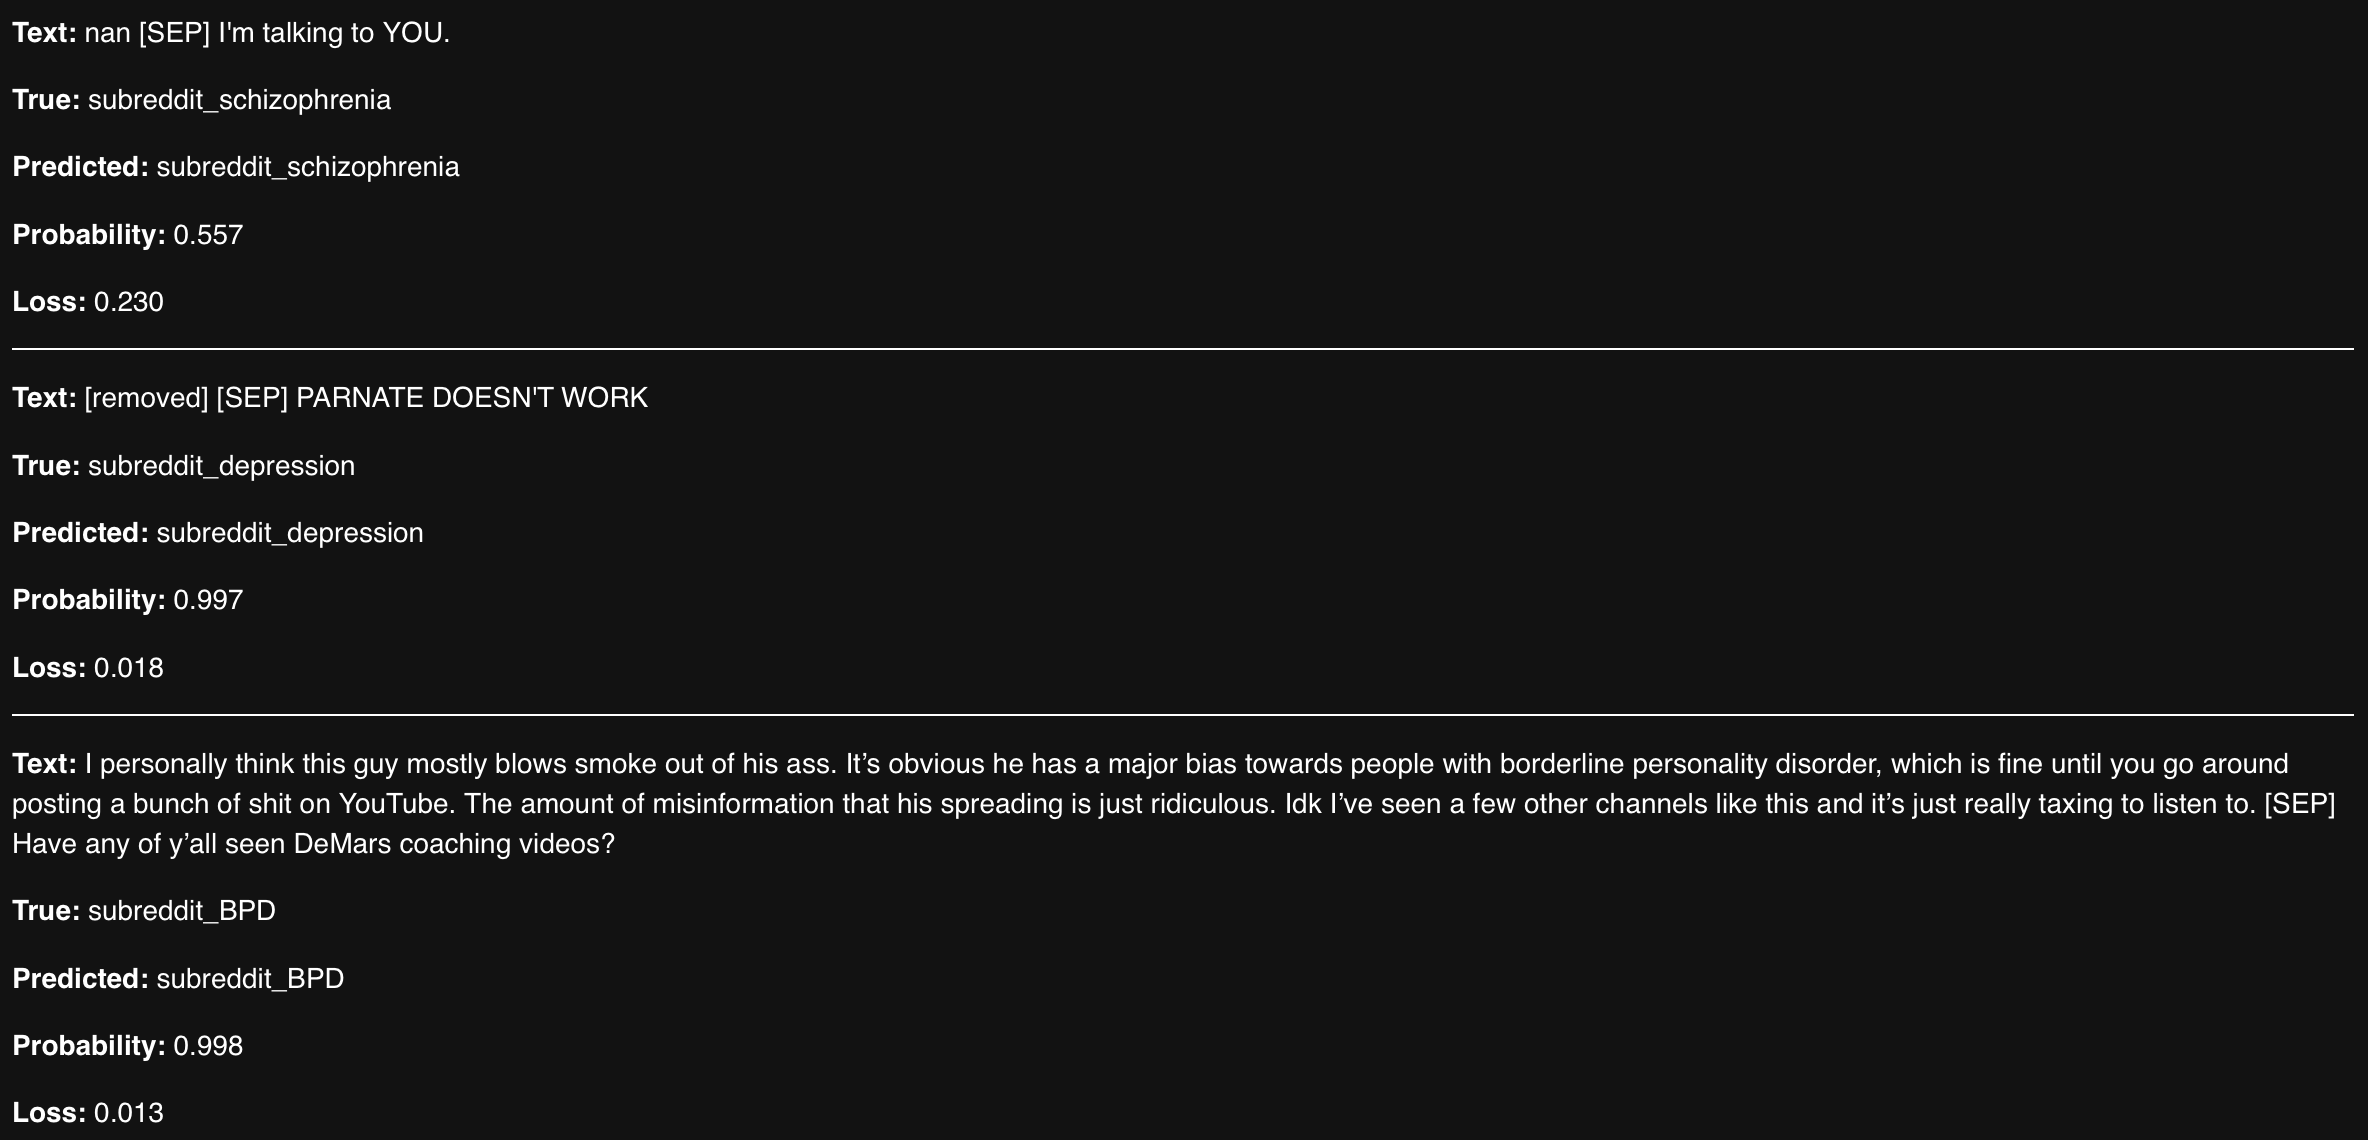 Text: nan [SEP] I'm talking to YOU.
True: subreddit_schizophrenia
Predicted: subreddit_schizophrenia
Probability: 0.557
Loss: 0.230
Text: [removed] [SEP] PARNATE DOESN'T WORK
True: subreddit_depression
Predicted: subreddit_depression
Probability: 0.997
Loss: 0.018
Text: I personally think this guy mostly blows smoke out of his ass. It’s obvious he has a major bias towards people with borderline personality disorder, which is fine until you go around
posting a bunch of shit on YouTube. The amount of misinformation that his spreading is just ridiculous. Idk I’ve seen a few other channels like this and it’s just really taxing to listen to. [SEP]
Have any of y’all seen DeMars coaching videos?
True: subreddit_BPD
Predicted: subreddit_BPD
Probability: 0.998
Loss: 0.013